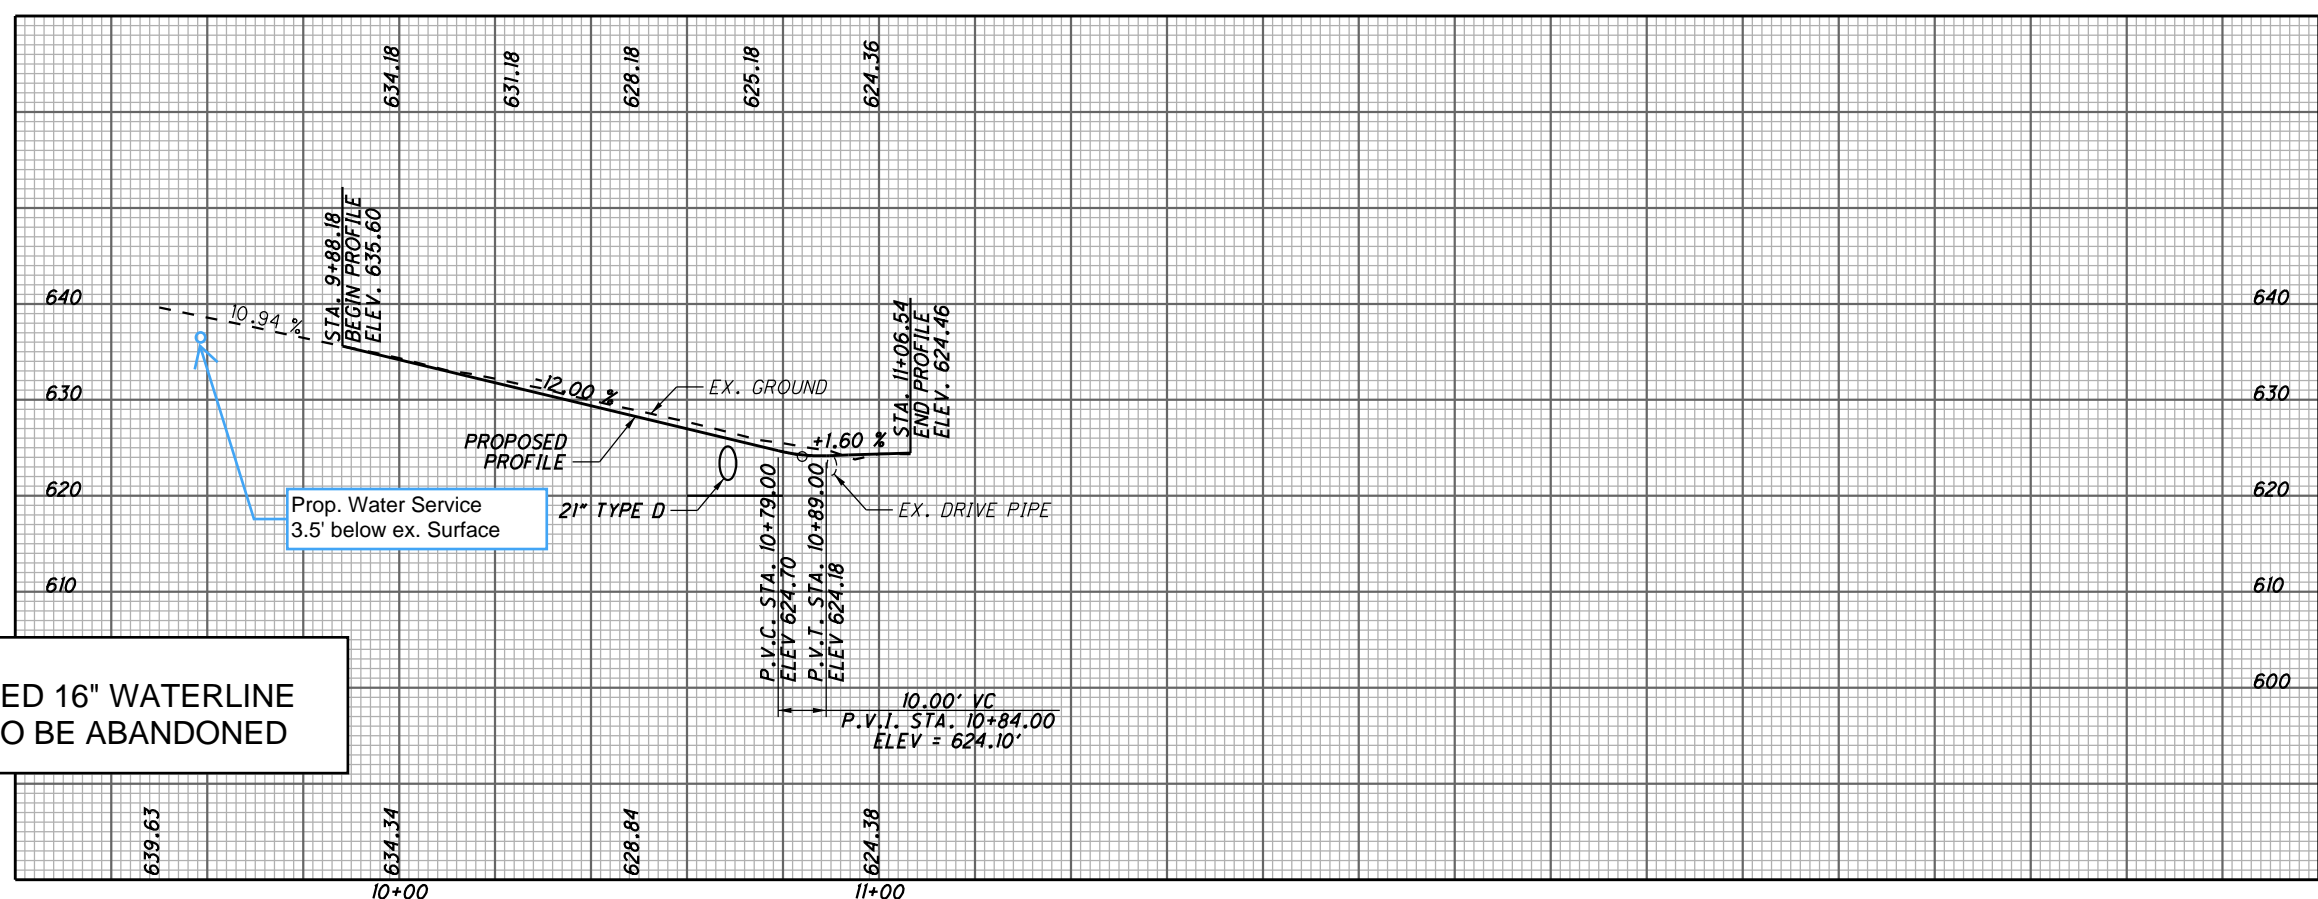 634.18
631.18
628.18
625.18
624.36
STA. 9+88.18
BEGIN PROFILE
ELEV. 635.60
640
10.94 %
STA. 11+06.54
END PROFILE
ELEV. 624.46
640
630
-12.00 %
EX. GROUND
630
PROPOSED
PROFILE
+1.60 %
620
Prop. Water Service
3.5' below ex. Surface
21" TYPE D
EX. DRIVE PIPE
620
P.V.C. STA. 10+79.00
ELEV 624.70
P.V.T. STA. 10+89.00
ELEV 624.18
610
610
ED 16" WATERLINE
O BE ABANDONED
10.00' VC
P.V.I. STA. 10+84.00
ELEV = 624.10'
600
639.63
634.34
628.84
624.38
10+00
11+00